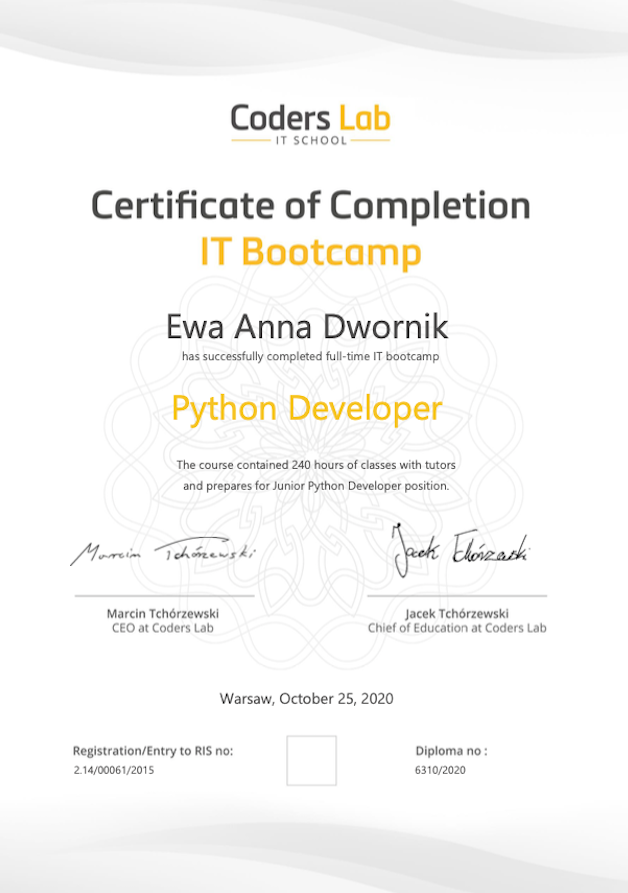 Coders Lab
IT SCHOOL
Certificate of Completion
IT Bootcamp
Ewa Anna Dwornik
has successfully completed full-time IT bootcamp
Python Developer
The course contained 240 hours of classes with tutors
and prepares for Junior Python Developer position.
Marcin Tchórzewski
Jacek Tchórzewski
Marcin Tchórzewski
CEO at Coders Lab
Jacek Tchórzewski
Chief of Education at Coders Lab
Warsaw, October 25, 2020
Registration/Entry to RIS no:
2.14/00061/2015
Diploma no :
6310/2020